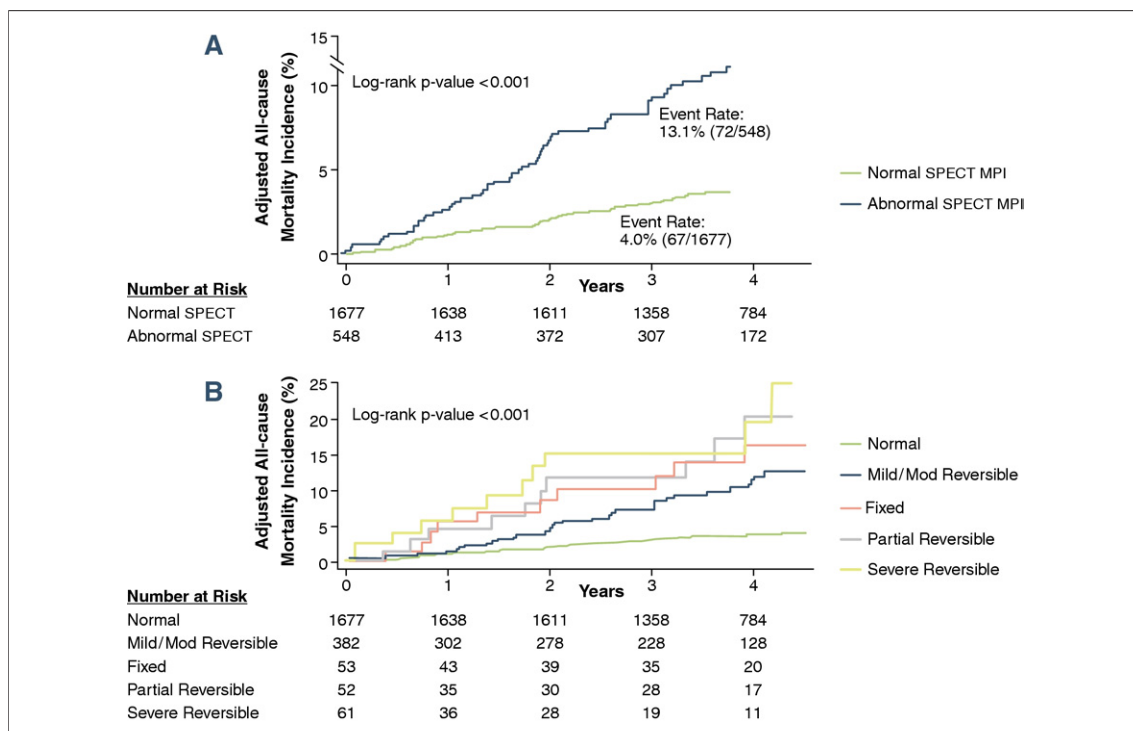 A
Adjusted All-cause
Mortality Incidence (%)
15
10
5
0
Log-rank p-value <0.001
Event Rate:
13.1% (72/548)
Event Rate:
4.0% (67/1677)
Normal SPECT MPI
Abnormal SPECT MPI
0 1 2 3 4
Years
Number at Risk
Normal SPECT 1677 1638 1611 1358 784
Abnormal SPECT 548 413 372 307 172
B
Adjusted All-cause
Mortality Incidence (%)
25
20
15
10
5
0
Log-rank p-value <0.001
Normal
Mild/Mod Reversible
Fixed
Partial Reversible
Severe Reversible
0 1 2 3 4
Years
Number at Risk
Normal 1677 1638 1611 1358 784
Mild/Mod Reversible 382 302 278 228 128
Fixed 53 43 39 35 20
Partial Reversible 52 35 30 28 17
Severe Reversible 61 36 28 19 11